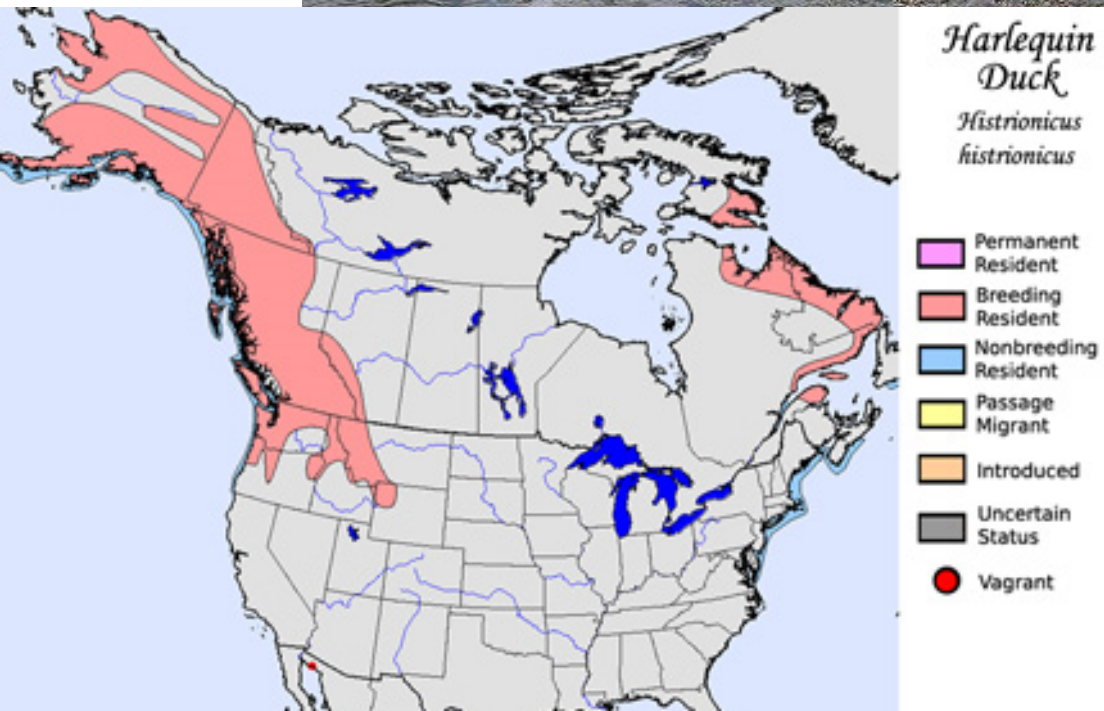 Harlequin
Duck
Histrionicus
histrionicus
Permanent
Resident
Breeding
Resident
Nonbreeding
Resident
Passage
Migrant
Introduced
Uncertain
Status
Vagrant